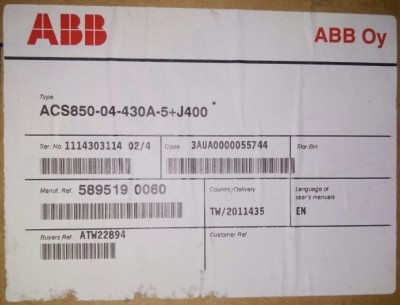 ABB
ABB Oy
Type
ACS850-04-430A-5+J400*
Ser. No. 1114303114 02/4
Code 3AUA0000055744
Stor.Bin
Manuf. Ref. 589519 0060
Country/Delivery
TW/2011435
Language of
user's manuals
EN
Buyers Ref. ATW22894
Customer Ref.